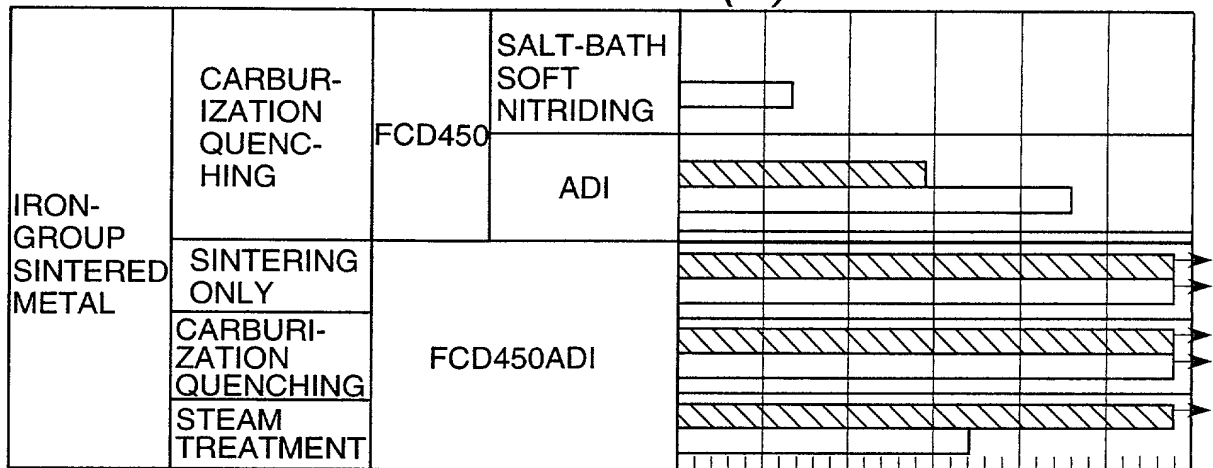 SALT-BATH
SOFT
NITRIDING
CARBUR-
IZATION
QUENC-
HING
FCD450
ADI
IRON-
GROUP
SINTERED
METAL
SINTERING
ONLY
CARBURI-
ZATION
QUENCHING
FCD450ADI
STEAM
TREATMENT